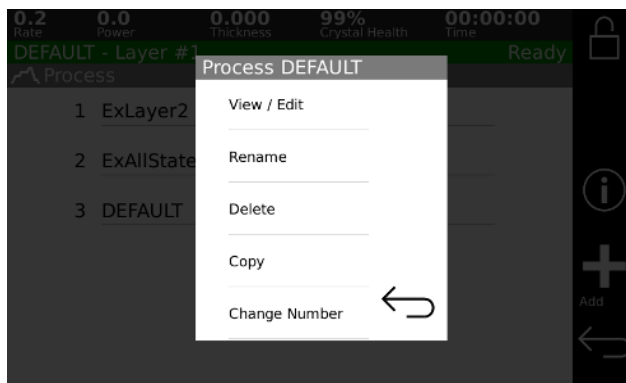 0.2 0.0 0.000 99% 00:00:00
Rate Power Thickness Crystal Health Time
DEFAULT - Layer #1 Ready
Process
1 ExLayer2
2 ExAllState
3 DEFAULT
Process DEFAULT
View / Edit
Rename
Delete
Copy
Change Number
Add